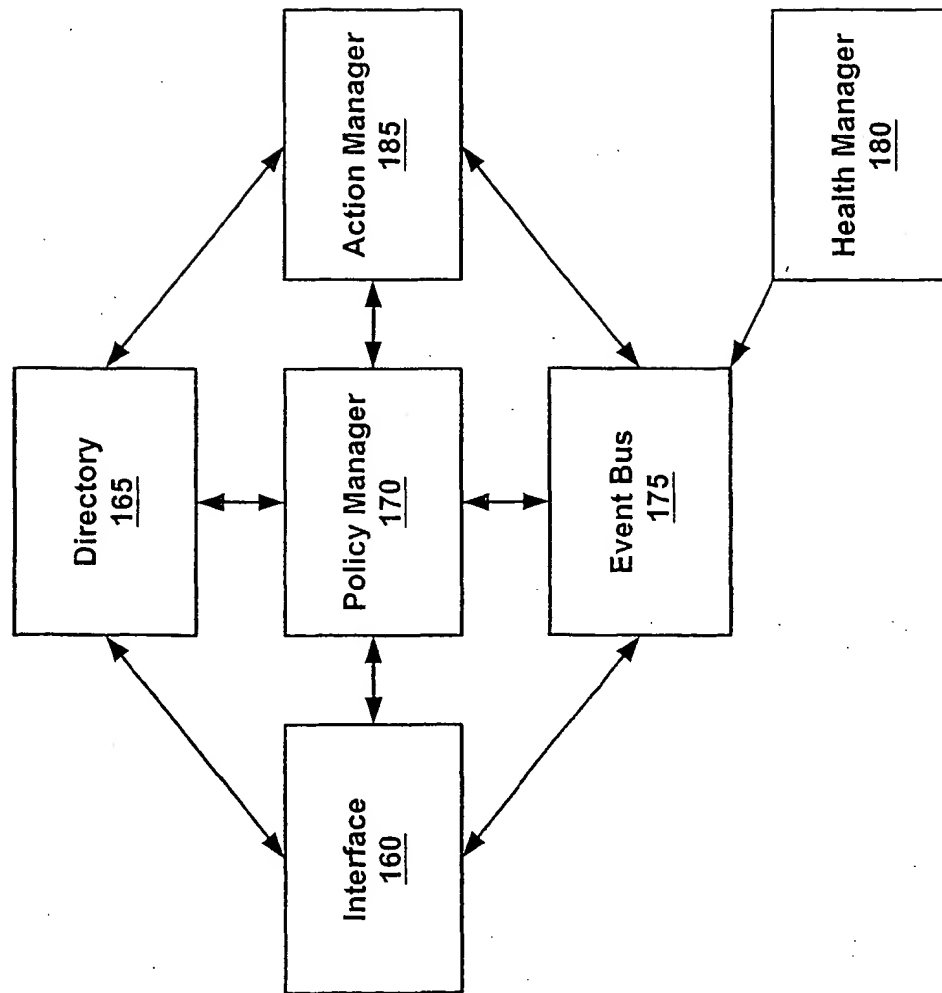 Interface
160
Event Bus
175
Policy Manager
170
Directory
165
Health Manager
180
Action Manager
185